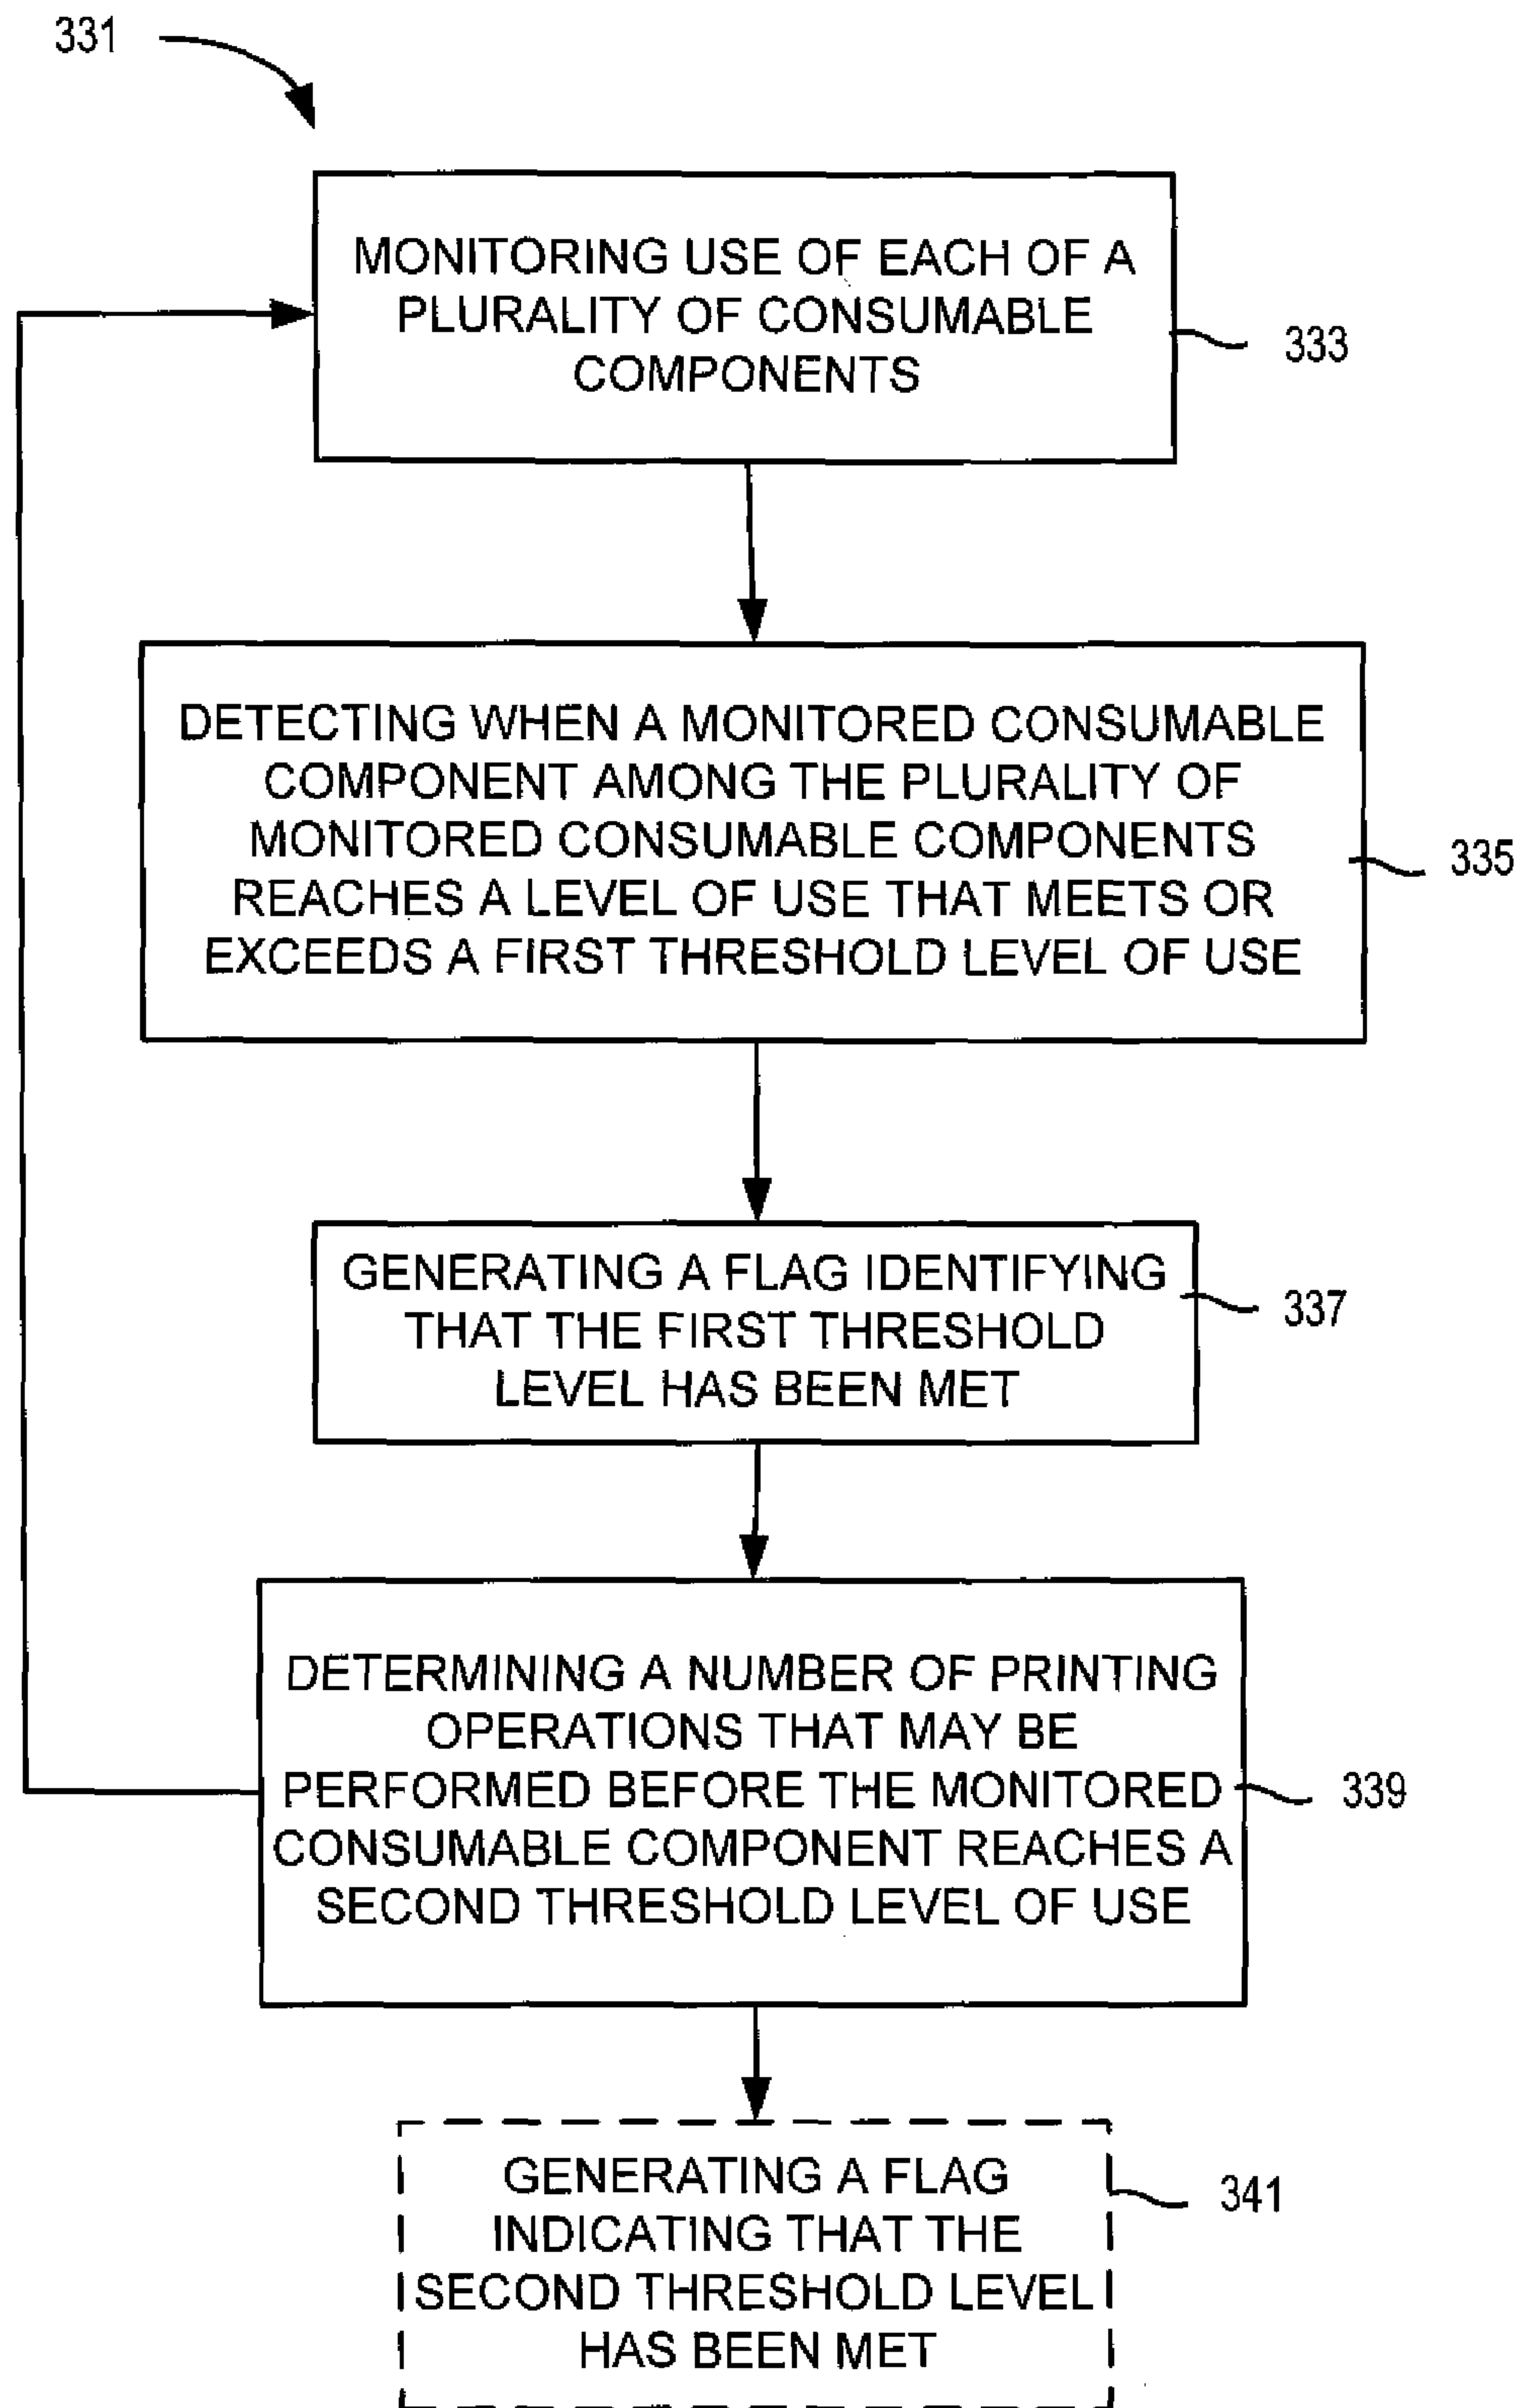 331
MONITORING USE OF EACH OF A
PLURALITY OF CONSUMABLE
COMPONENTS
333
DETECTING WHEN A MONITORED CONSUMABLE
COMPONENT AMONG THE PLURALITY OF
MONITORED CONSUMABLE COMPONENTS
REACHES A LEVEL OF USE THAT MEETS OR
EXCEEDS A FIRST THRESHOLD LEVEL OF USE
335
GENERATING A FLAG IDENTIFYING
THAT THE FIRST THRESHOLD
LEVEL HAS BEEN MET
337
DETERMINING A NUMBER OF PRINTING
OPERATIONS THAT MAY BE
PERFORMED BEFORE THE MONITORED
CONSUMABLE COMPONENT REACHES A
SECOND THRESHOLD LEVEL OF USE
339
GENERATING A FLAG
INDICATING THAT THE
SECOND THRESHOLD LEVEL
HAS BEEN MET
341